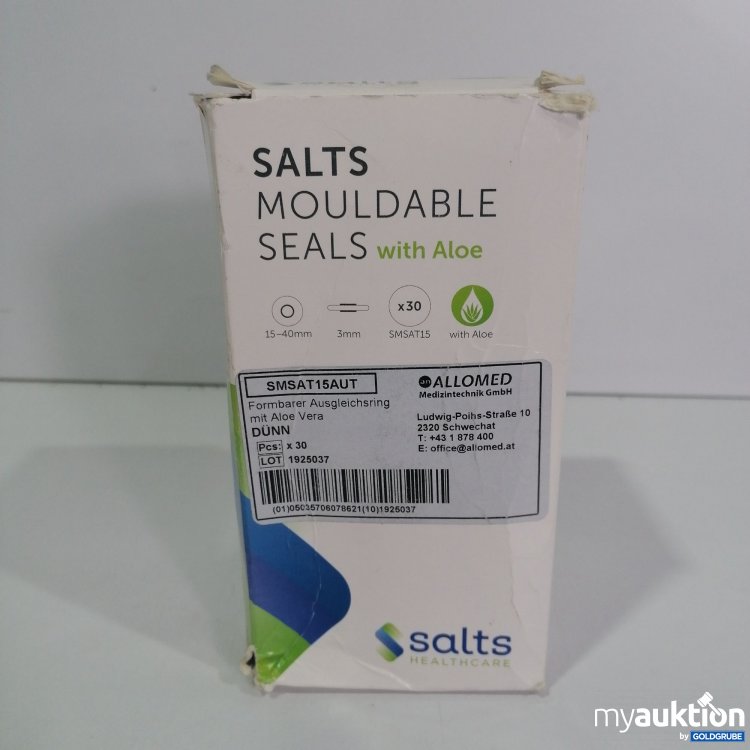 SALTS
MOULDABLE
SEALS with Aloe
x30
15–40mm 3mm SMSAT15 with Aloe
SMSAT15AUT
Formbarer Ausgleichsring
mit Aloe Vera
DÜNN
Pcs: x 30
LOT 1925037
ALLOMED
Medizintechnik GmbH
Ludwig-Poihs-Straße 10
2320 Schwechat
T: +43 1 878 400
E: office@allomed.at
(01)05035706078621(10)1925037
salts
HEALTHCARE
myauktion
by GOLDGRUBE